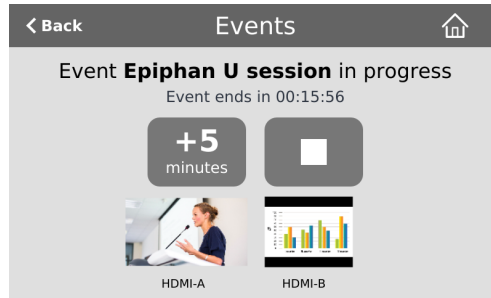 Back
Events
Event Epiphan U session in progress
Event ends in 00:15:56
+5
minutes
HDMI-A
HDMI-B